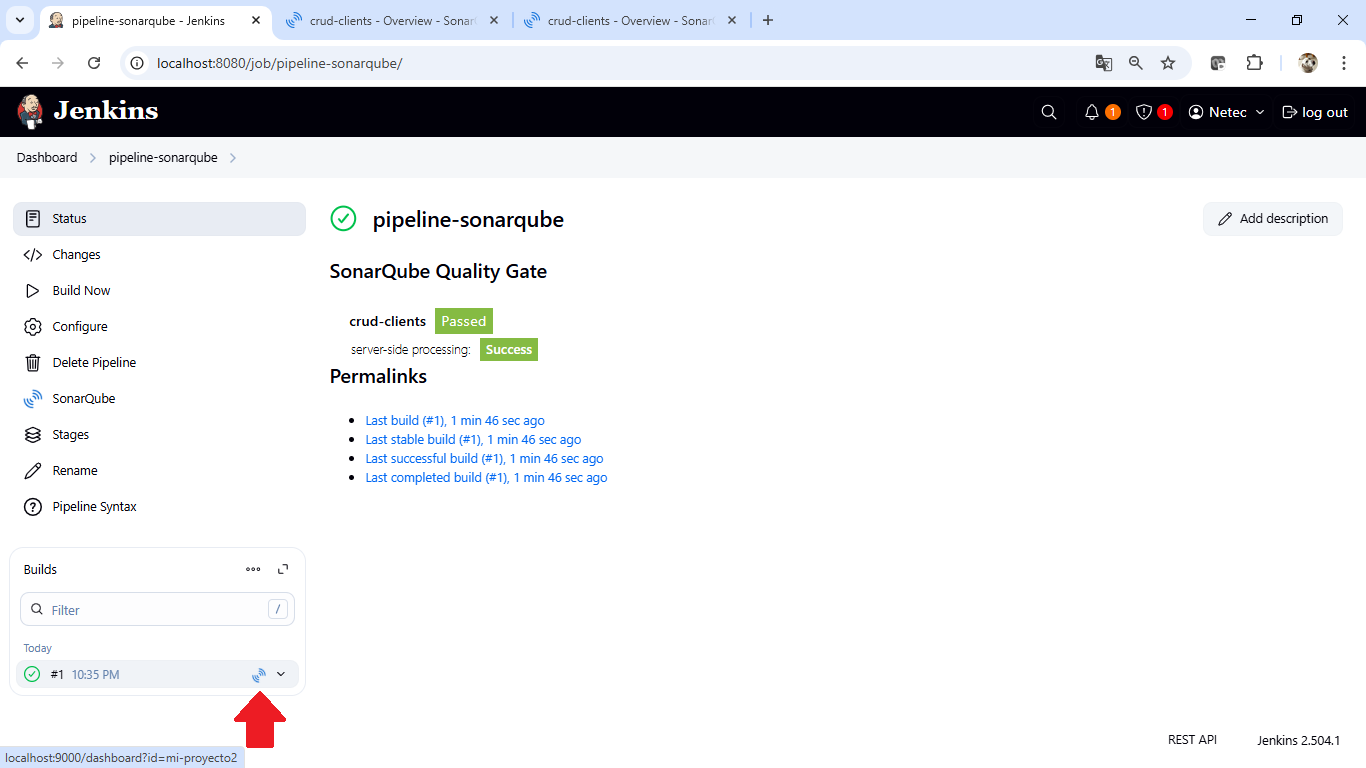 pipeline-sonarqube - Jenkins
crud-clients - Overview - Sonar
crud-clients - Overview - Sonar
localhost:8080/job/pipeline-sonarqube/
Jenkins
1
1
Netec
log out
Dashboard
pipeline-sonarqube
Status
Changes
Build Now
Configure
Delete Pipeline
SonarQube
Stages
Rename
Pipeline Syntax
Builds
Filter
/
Today
#1 10:35 PM
pipeline-sonarqube
Add description
SonarQube Quality Gate
crud-clients Passed
server-side processing: Success
Permalinks
Last build (#1), 1 min 46 sec ago
Last stable build (#1), 1 min 46 sec ago
Last successful build (#1), 1 min 46 sec ago
Last completed build (#1), 1 min 46 sec ago
REST API
Jenkins 2.504.1
localhost:9000/dashboard?id=mi-proyecto2